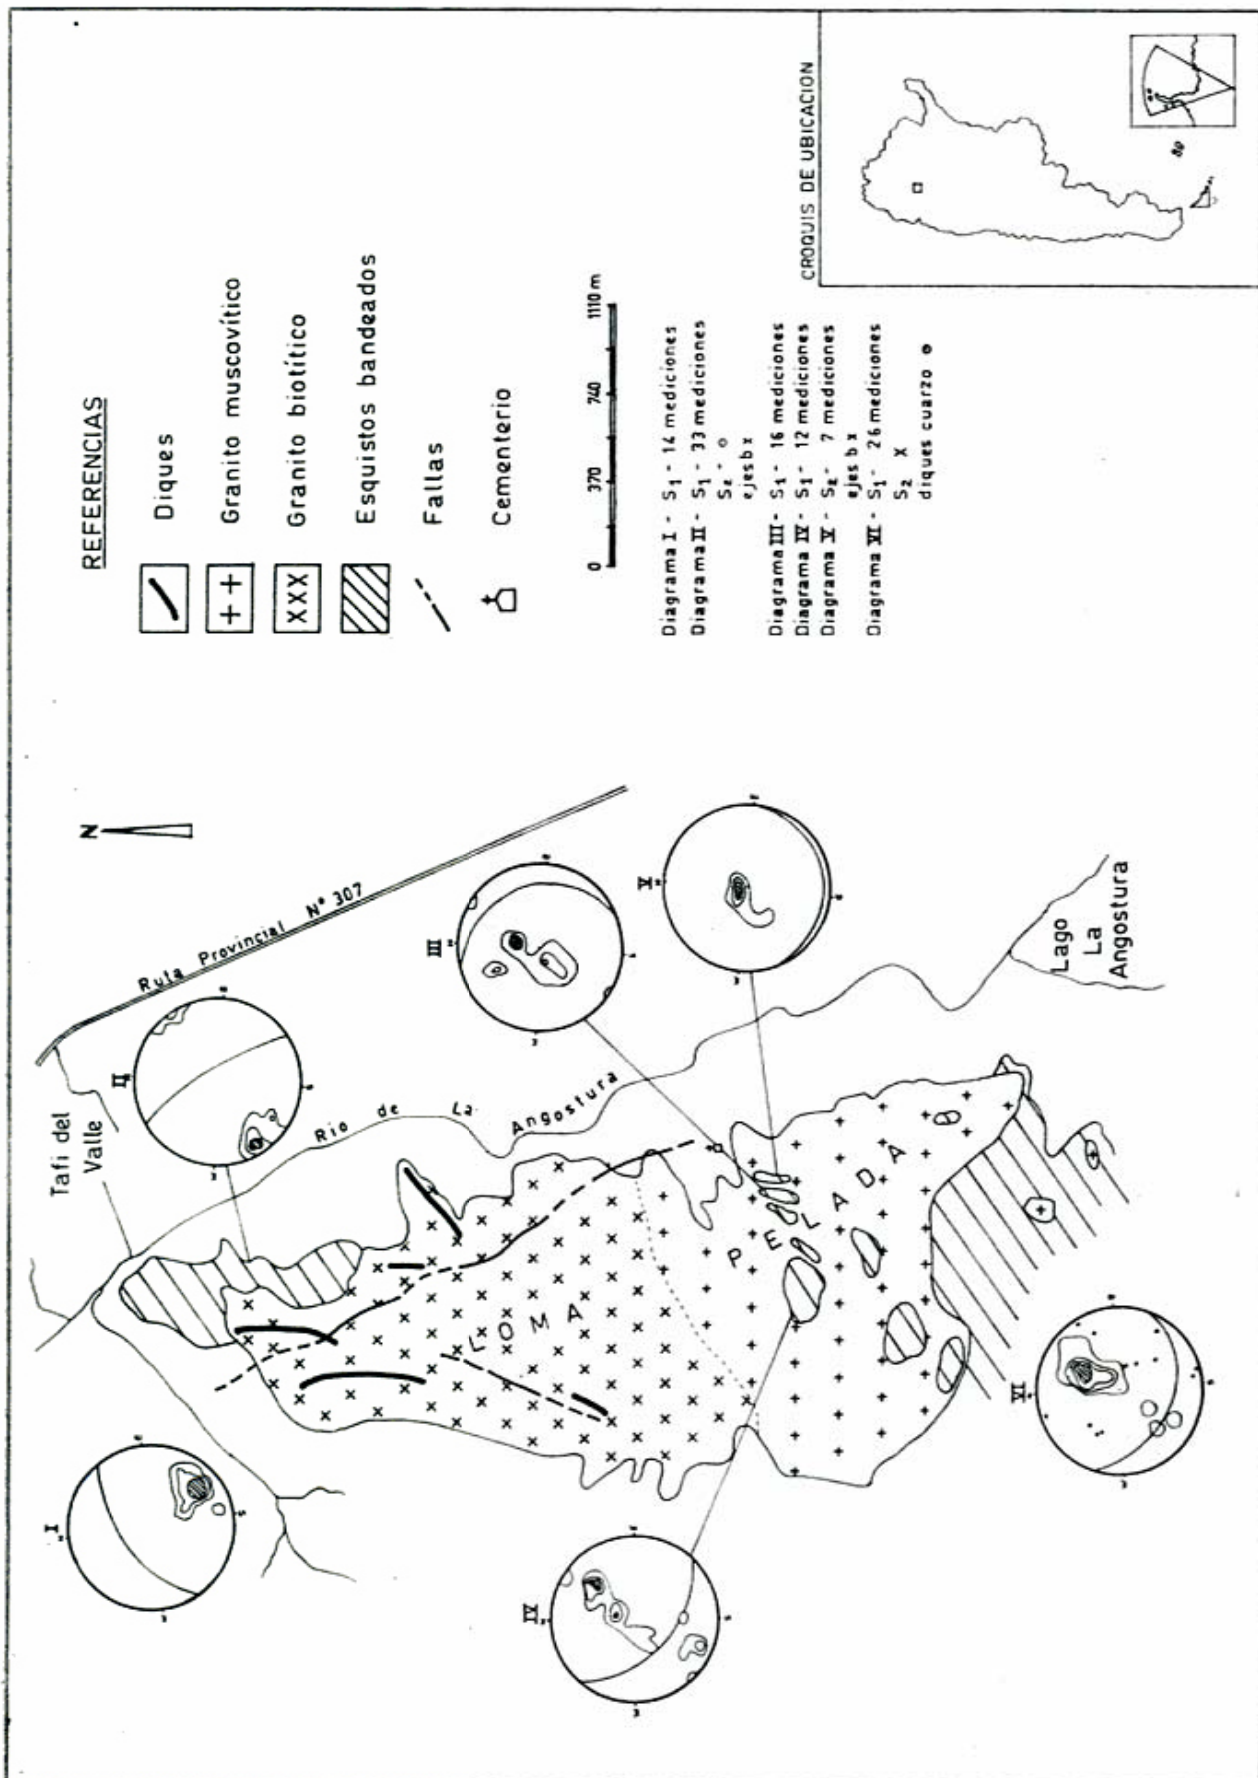 REFERENCIAS
Diques
++ Granito muscovítico
XXX Granito biotítico
Esquistos bandeados
Fallas
Cementerio
0 370 740 1110 m
Diagrama I - S1 - 14 mediciones
Diagrama II - S1 - 33 mediciones
S2 - o
ejes b x
Diagrama III - S1 - 16 mediciones
Diagrama IV - S1 - 12 mediciones
Diagrama V - S2 - 7 mediciones
ejes b x
Diagrama VI - S1 - 26 mediciones
S2 X
diques cuarzo
CROQUIS DE UBICACION
N
Ruta Provincial N° 307
Tafi del
Valle
Rio de La Angostura
Lago
La
Angostura
LOMA
PELADA
I
II
III
IV
V
VI